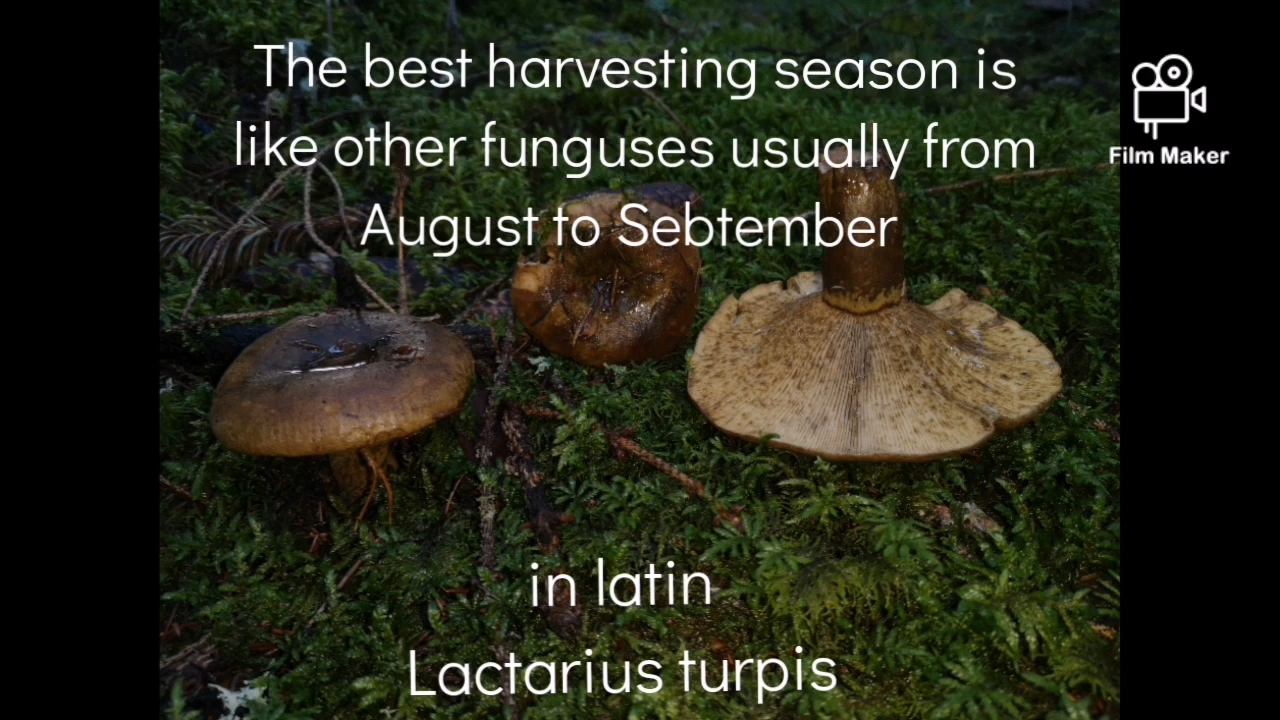 The best harvesting season is
like other funguses usually from
August to Sebtember
Film Maker
in latin
Lactarius turpis